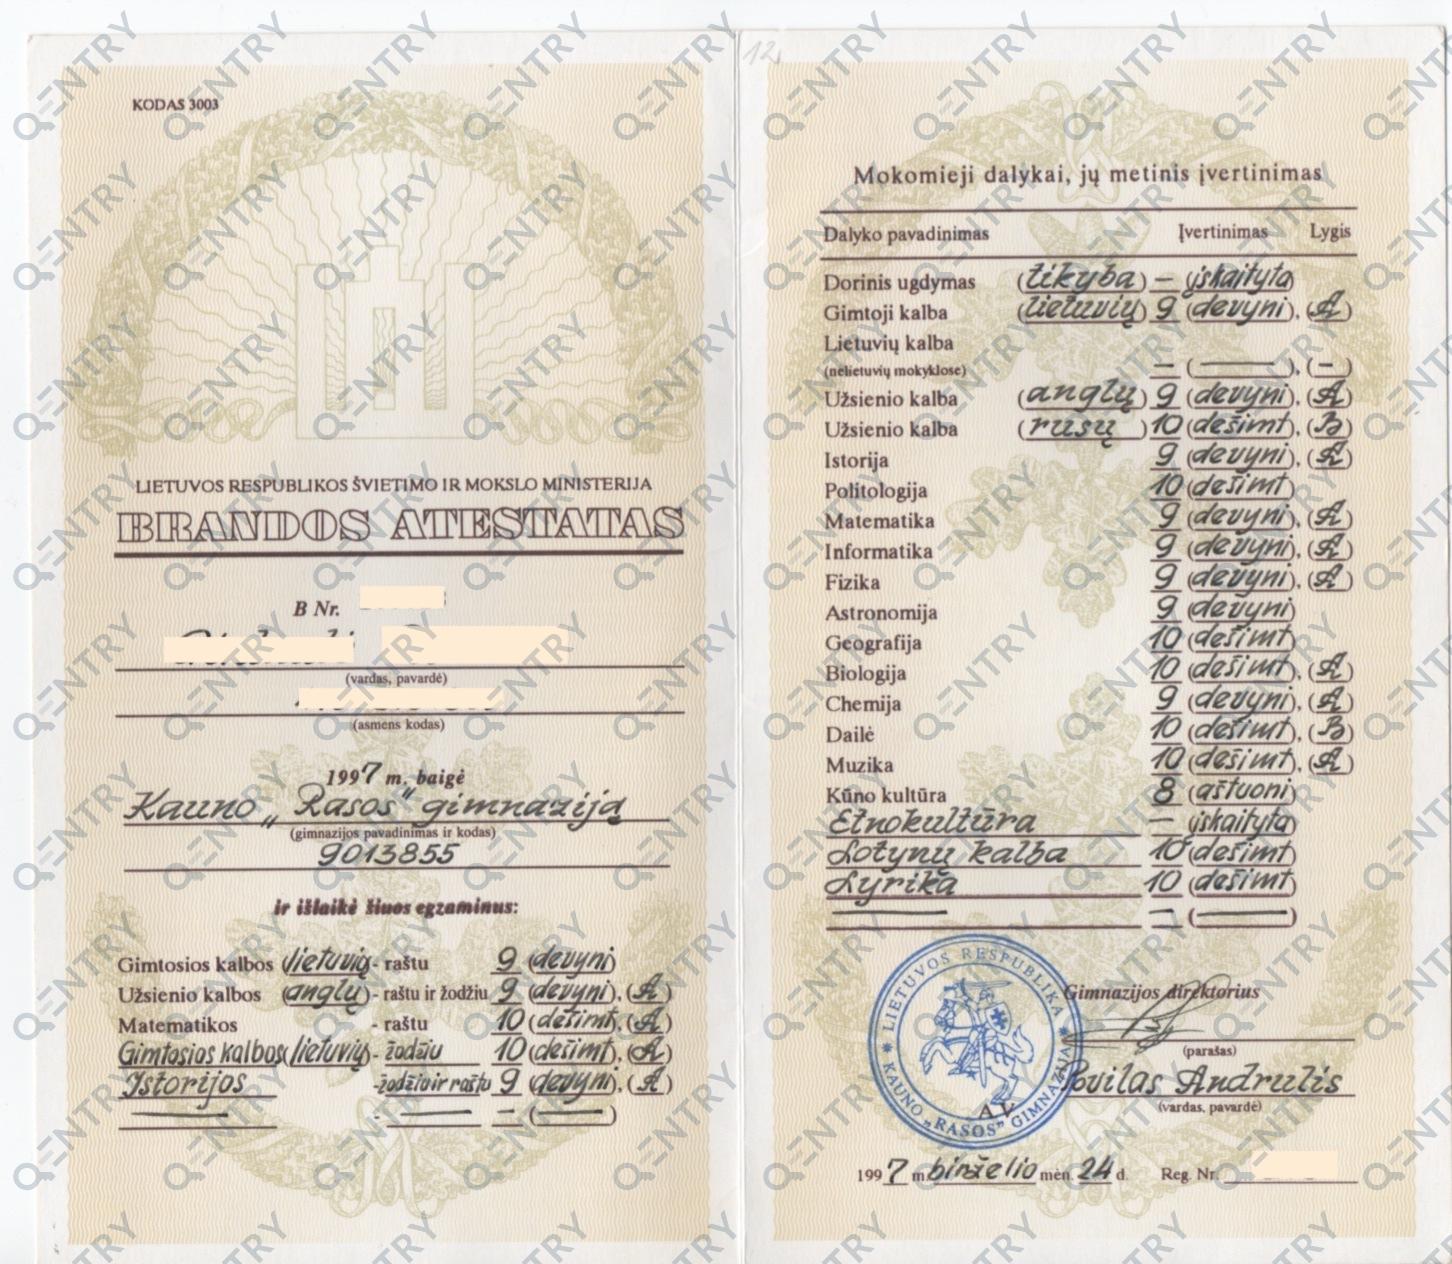 KODAS 3003
LIETUVOS RESPUBLIKOS ŠVIETIMO IR MOKSLO MINISTERIJA
BRANDOS ATESTATAS
B Nr.
(vardas, pavardė)
(asmens kodas)
1997 m. baigė
Kauno „Rasos" gimnaziją
(gimnazijos pavadinimas ir kodas)
9013855
ir išlaikė šiuos egzaminus:
Gimtosios kalbos (lietuvių) - raštu 9 (devyni)
Užsienio kalbos (anglų) - raštu ir žodžiu 9 (devyni), (A)
Matematikos - raštu 10 (dešimt), (A)
Gimtosios kalbos (lietuvių) - žodžiu 10 (dešimt), (A)
Istorijos - žodžiu ir raštu 9 (devyni), (A)
- — — (—)
12
Mokomieji dalykai, jų metinis įvertinimas
Dalyko pavadinimas Įvertinimas Lygis
Dorinis ugdymas (tikyba) — (įskaityta)
Gimtoji kalba (lietuvių) 9 (devyni), (A)
Lietuvių kalba
(nelietuvių mokyklose) — (—), (—)
Užsienio kalba (anglų) 9 (devyni), (A)
Užsienio kalba (rusų) 10 (dešimt), (B)
Istorija 9 (devyni), (A)
Politologija 10 (dešimt)
Matematika 9 (devyni), (A)
Informatika 9 (devyni), (A)
Fizika 9 (devyni), (A)
Astronomija 9 (devyni)
Geografija 10 (dešimt)
Biologija 10 (dešimt), (A)
Chemija 9 (devyni), (A)
Dailė 10 (dešimt), (B)
Muzika 10 (dešimt), (A)
Kūno kultūra 8 (aštuoni)
Etnokultūra — (įskaityta)
Lotynų kalba 10 (dešimt)
Lyrika 10 (dešimt)
— — (—)
LIETUVOS RESPUBLIKA
KAUNO „RASOS" GIMNAZIJA
A.V.
Gimnazijos direktorius
(parašas)
Povilas Andrulis
(vardas, pavardė)
1997 m. birželio mėn. 24 d. Reg. Nr.
QENTRY